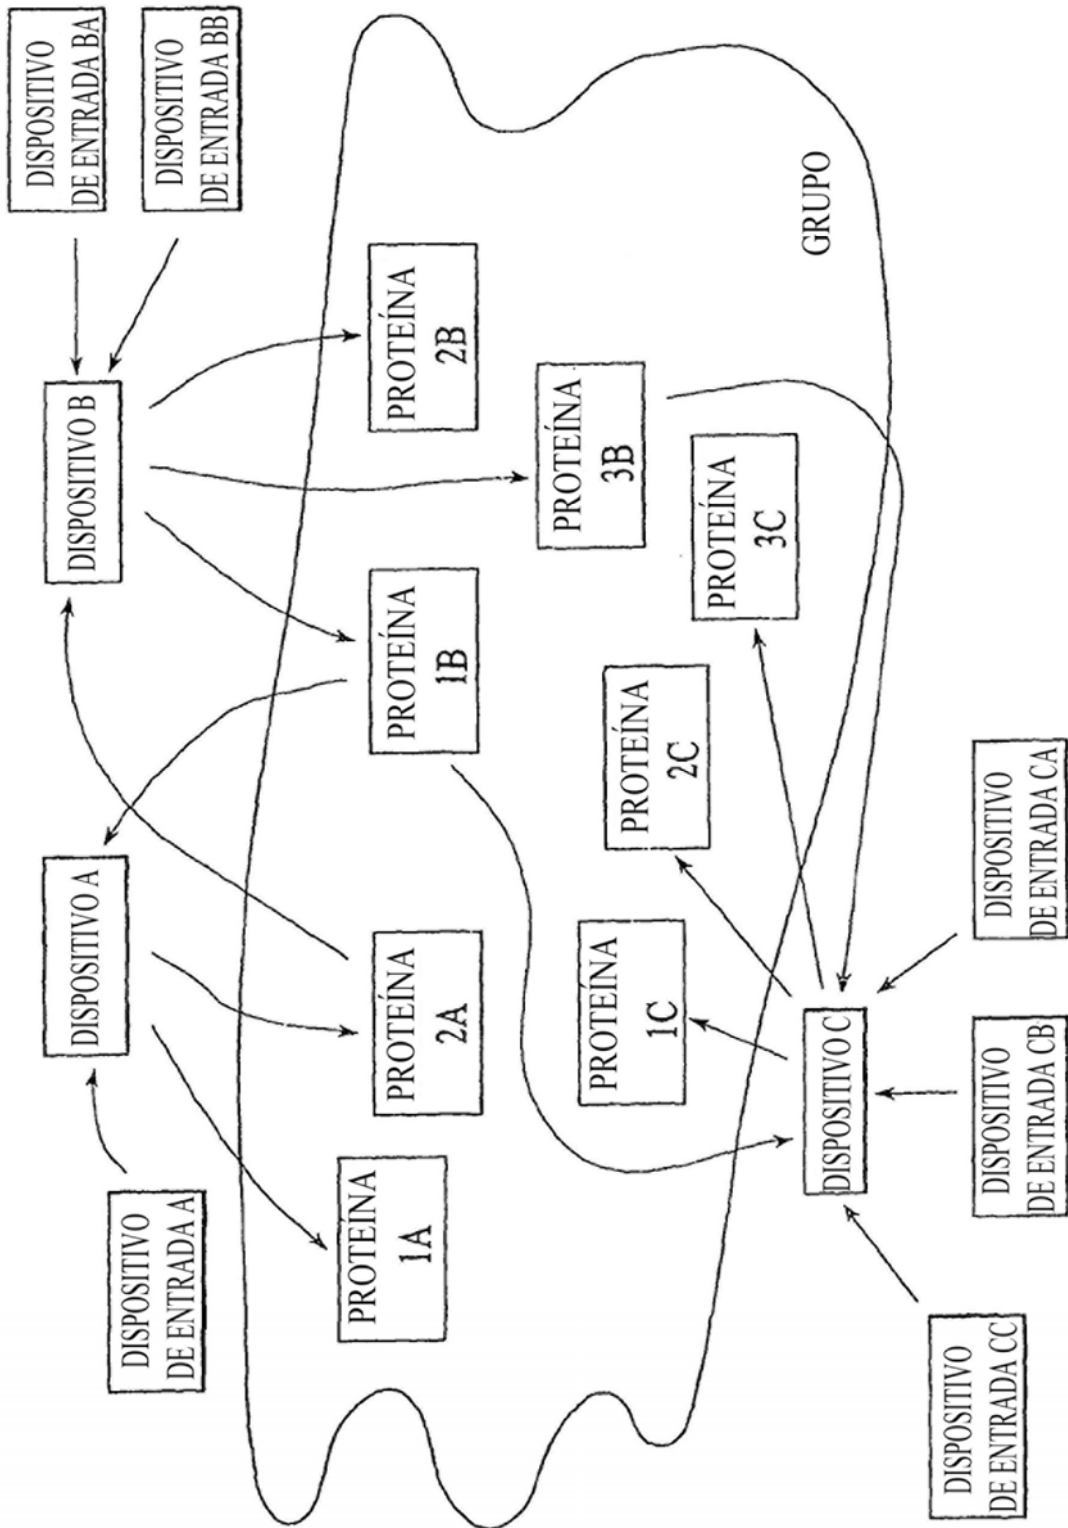 DISPOSITIVO
DE ENTRADA BA
DISPOSITIVO A
DISPOSITIVO B
DISPOSITIVO
DE ENTRADA A
DISPOSITIVO
DE ENTRADA BB
PROTEÍNA
1A
PROTEÍNA
2A
PROTEÍNA
1B
PROTEÍNA
2B
PROTEÍNA
3B
PROTEÍNA
1C
PROTEÍNA
2C
PROTEÍNA
3C
GRUPO
DISPOSITIVO C
DISPOSITIVO
DE ENTRADA CC
DISPOSITIVO
DE ENTRADA CB
DISPOSITIVO
DE ENTRADA CA